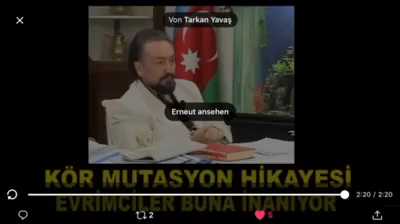 Von Tarkan Yavaş
Erneut ansehen
KÖR MUTASYON HİKAYESİ
EVRİMCİLER BUNA İNANIYOR
2:20 / 2:20
2
5